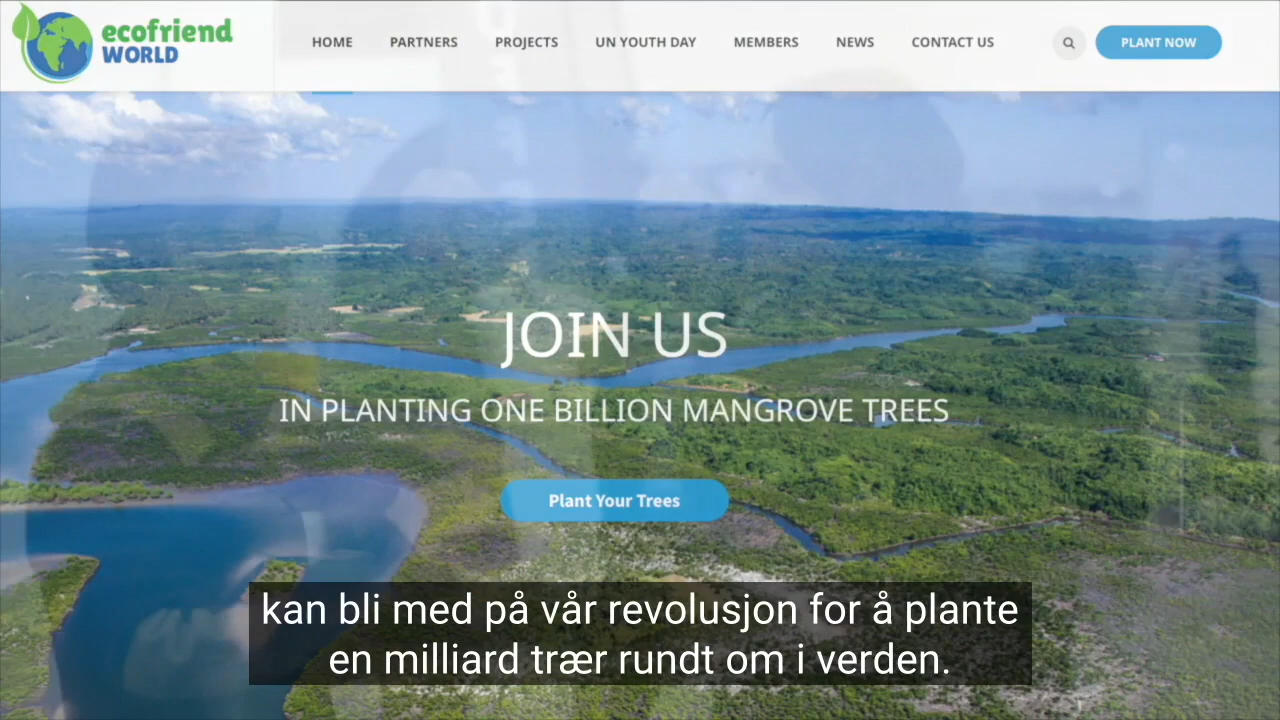 ecofriend
WORLD
HOME PARTNERS PROJECTS UN YOUTH DAY MEMBERS NEWS CONTACT US PLANT NOW
JOIN US
IN PLANTING ONE BILLION MANGROVE TREES
Plant Your Trees
kan bli med på vår revolusjon for å plante
en milliard trær rundt om i verden.